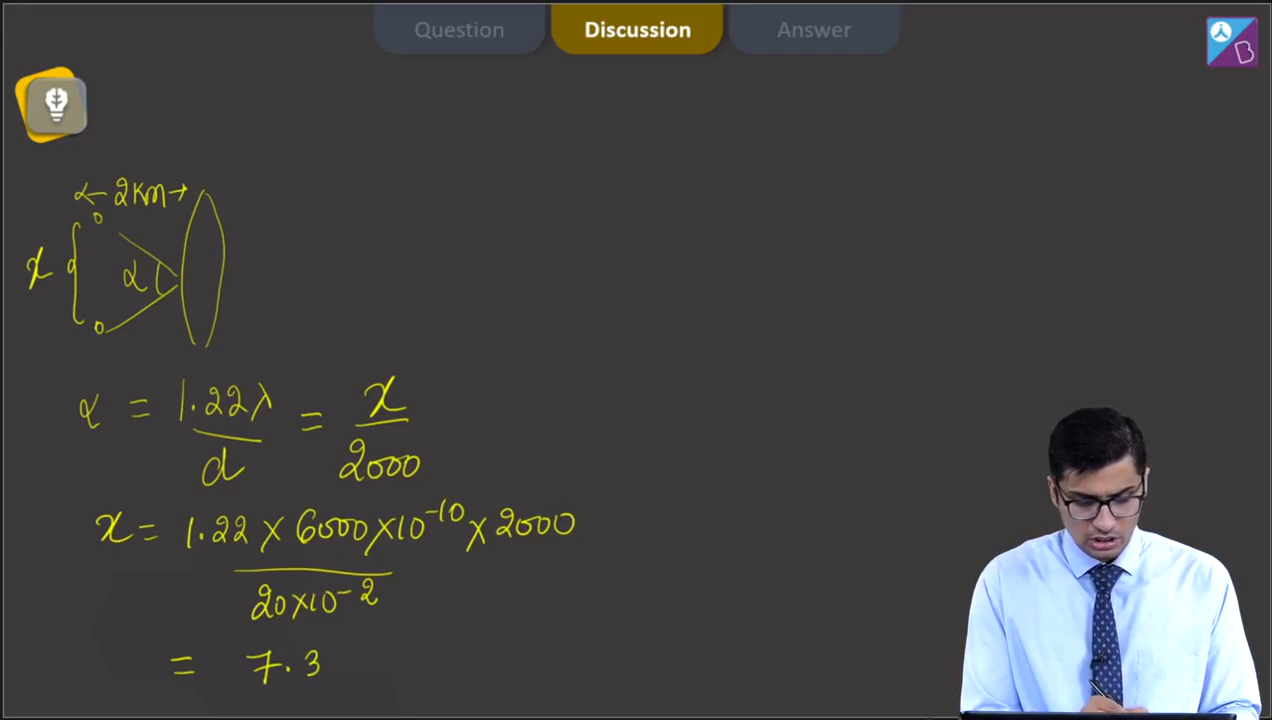 Question Discussion Answer
B
← 2km →
x
α
α = 1.22λ / d = x / 2000
x = 1.22 × 6000 × 10⁻¹⁰ × 2000 / 20 × 10⁻²
= 7.3